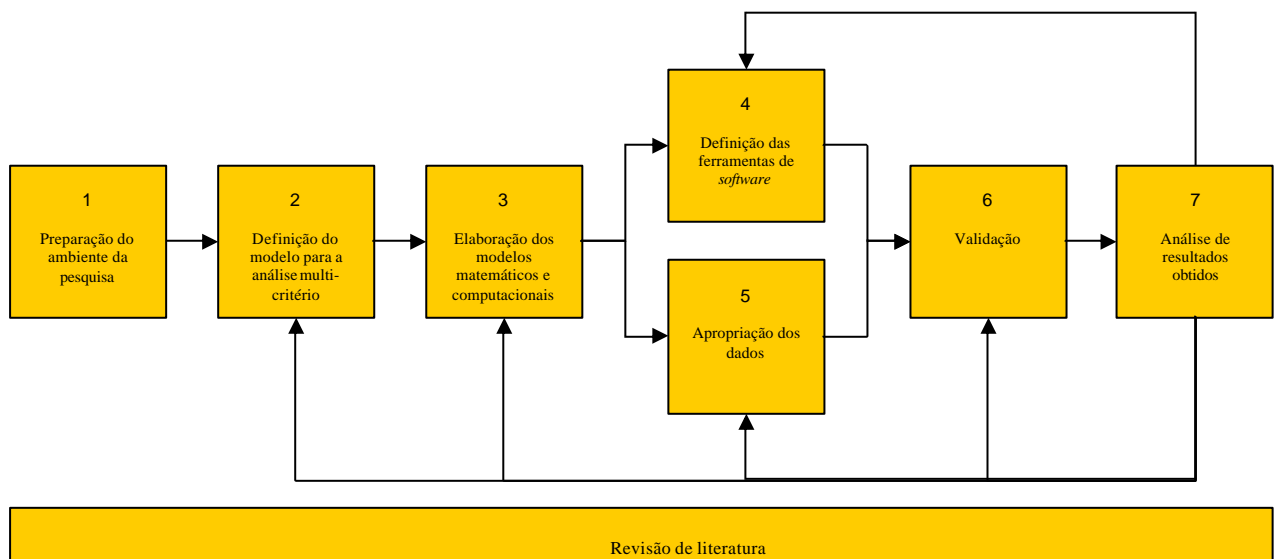 1
Preparação do
ambiente da
pesquisa
2
Definição do
modelo para a
análise multi-
critério
3
Elaboração dos
modelos
matemáticos e
computacionais
4
Definição das
ferramentas de
software
5
Apropriação dos
dados
6
Validação
7
Análise de
resultados
obtidos
Revisão de literatura